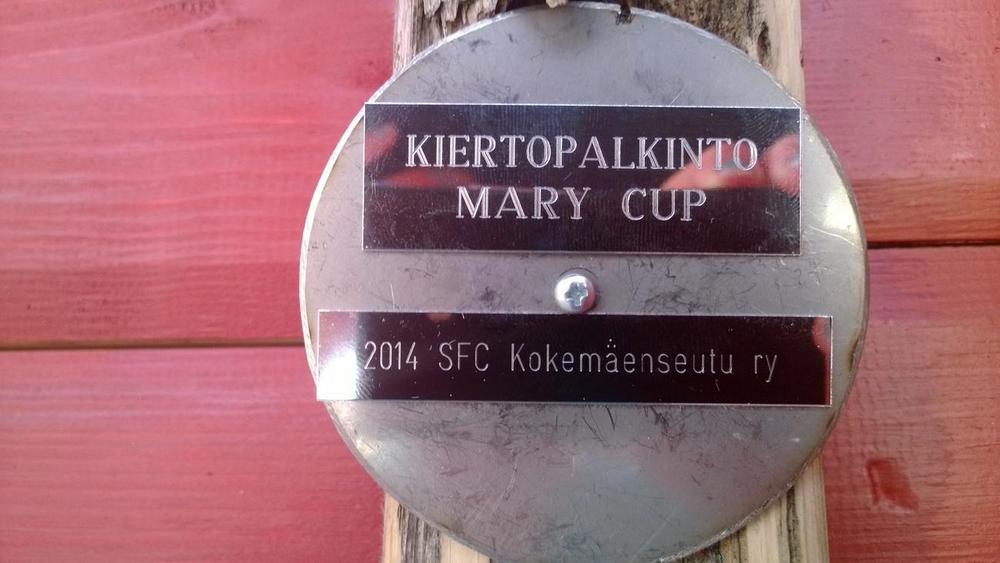 KIERTOPALKINTO
MARY CUP
2014 SFC Kokemäenseutu ry